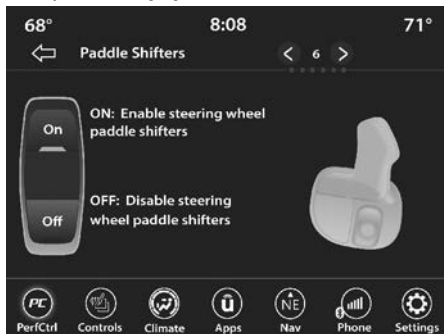 68° 8:08 71°
Paddle Shifters < 6 >
ON: Enable steering wheel
paddle shifters
On
OFF: Disable steering
wheel paddle shifters
Off
PC û NE
PerfCtrl Controls Climate Apps Nav Phone Settings